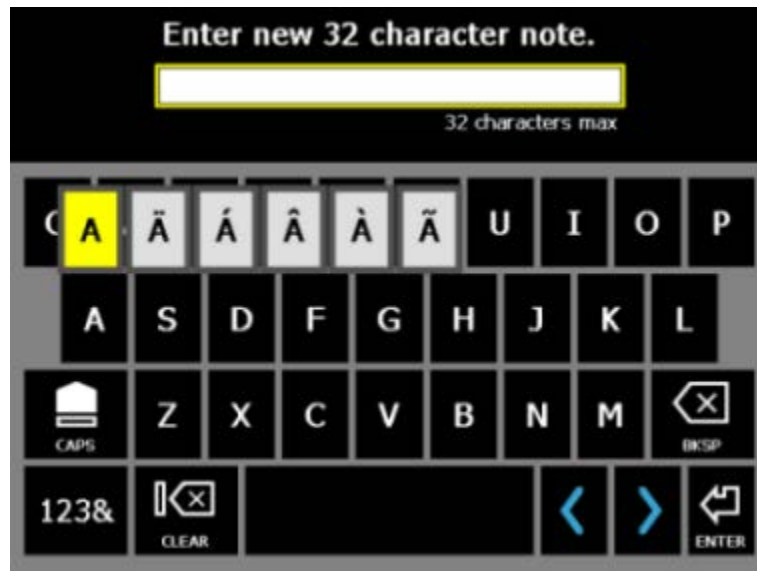 Enter new 32 character note.
32 characters max
A Ä Á Â À Ã U I O P
A S D F G H J K L
CAPS Z X C V B N M BKSP
123& CLEAR ENTER